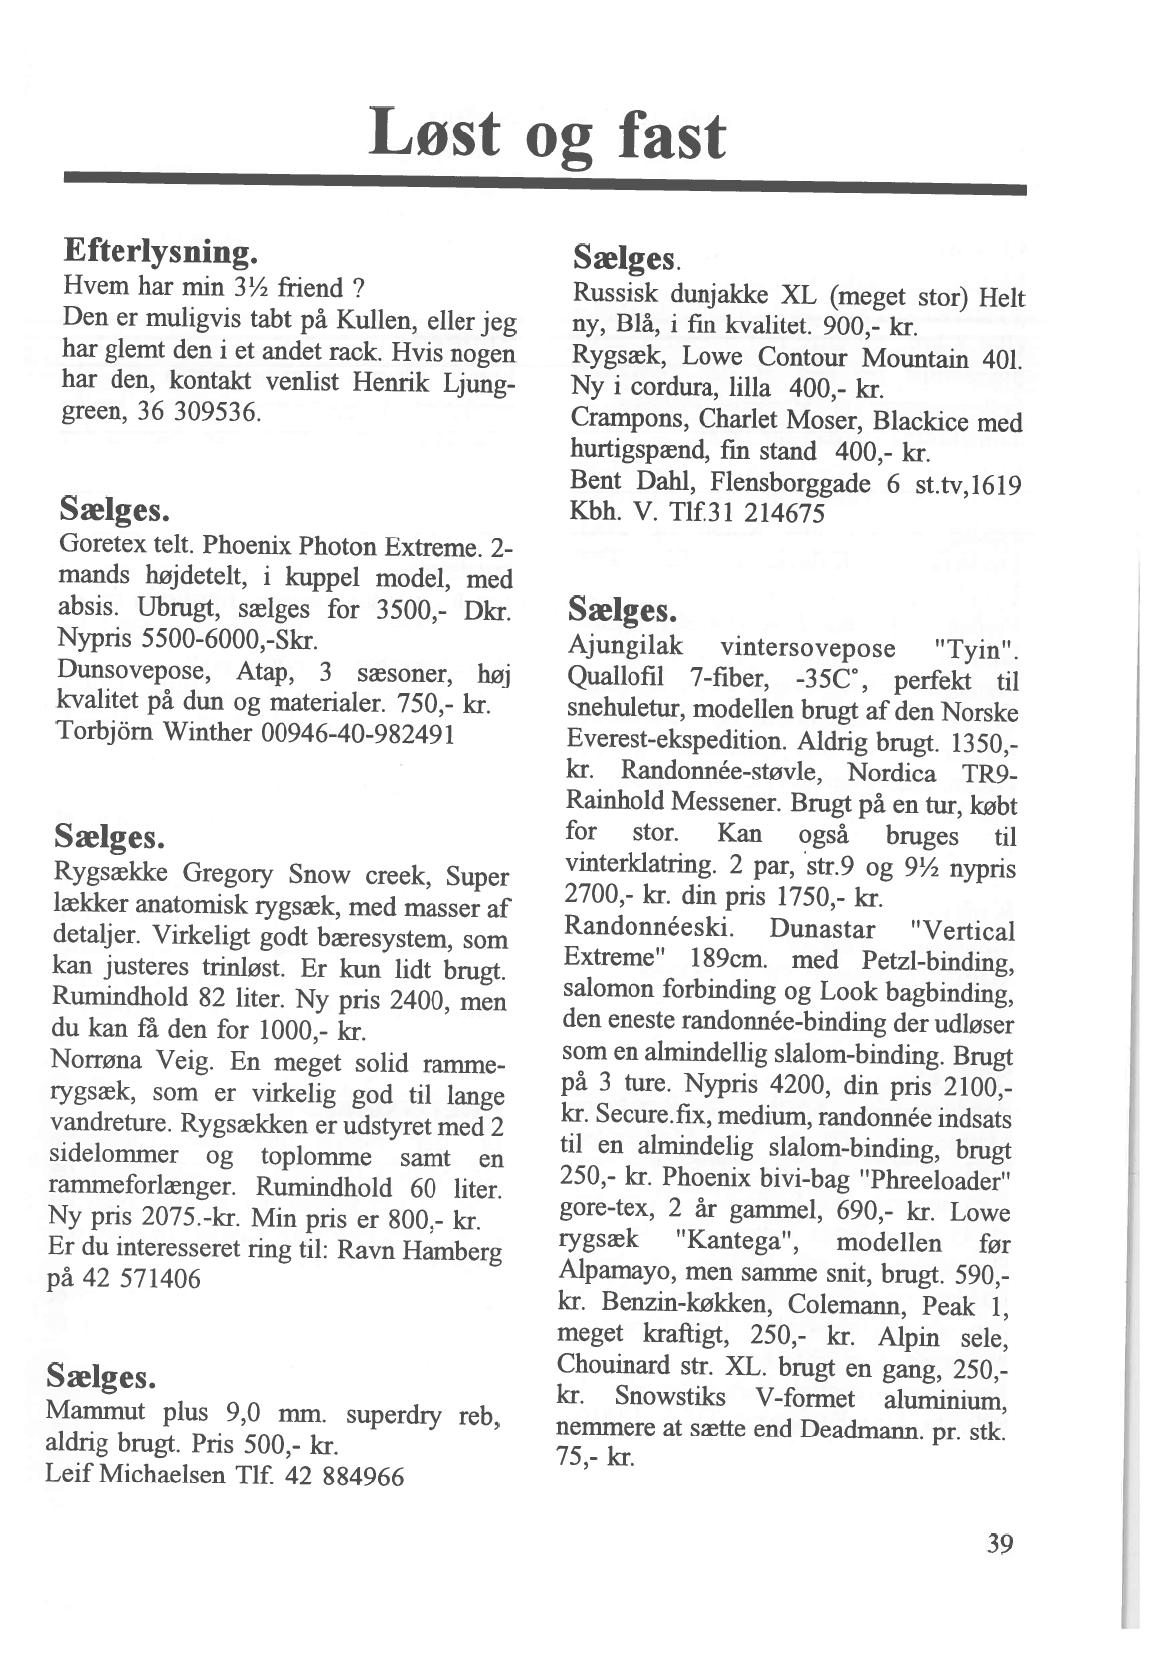 Løst og fast
Efterlysning.
Hvem har min 3½ friend ?
Den er muligvis tabt på Kullen, eller jeg
har glemt den i et andet rack. Hvis nogen
har den, kontakt venlist Henrik Ljung-
green, 36 309536.
Sælges.
Goretex telt. Phoenix Photon Extreme. 2-
mands højdetelt, i kuppel model, med
absis. Ubrugt, sælges for 3500,- Dkr.
Nypris 5500-6000,-Skr.
Dunsovepose, Atap, 3 sæsoner, høj
kvalitet på dun og materialer. 750,- kr.
Torbjörn Winther 00946-40-982491
Sælges.
Rygsække Gregory Snow creek, Super
lækker anatomisk rygsæk, med masser af
detaljer. Virkeligt godt bæresystem, som
kan justeres trinløst. Er kun lidt brugt.
Rumindhold 82 liter. Ny pris 2400, men
du kan få den for 1000,- kr.
Norrøna Veig. En meget solid ramme-
rygsæk, som er virkelig god til lange
vandreture. Rygsækken er udstyret med 2
sidelommer og toplomme samt en
rammeforlænger. Rumindhold 60 liter.
Ny pris 2075.-kr. Min pris er 800,- kr.
Er du interesseret ring til: Ravn Hamberg
på 42 571406
Sælges.
Mammut plus 9,0 mm. superdry reb,
aldrig brugt. Pris 500,- kr.
Leif Michaelsen Tlf. 42 884966
Sælges.
Russisk dunjakke XL (meget stor) Helt
ny, Blå, i fin kvalitet. 900,- kr.
Rygsæk, Lowe Contour Mountain 40l.
Ny i cordura, lilla 400,- kr.
Crampons, Charlet Moser, Blackice med
hurtigspænd, fin stand 400,- kr.
Bent Dahl, Flensborggade 6 st.tv,1619
Kbh. V. Tlf.31 214675
Sælges.
Ajungilak vintersovepose "Tyin".
Quallofil 7-fiber, -35C°, perfekt til
snehuletur, modellen brugt af den Norske
Everest-ekspedition. Aldrig brugt. 1350,-
kr. Randonnée-støvle, Nordica TR9-
Rainhold Messener. Brugt på en tur, købt
for stor. Kan også bruges til
vinterklatring. 2 par, str.9 og 9½ nypris
2700,- kr. din pris 1750,- kr.
Randonnéeski. Dunastar "Vertical
Extreme" 189cm. med Petzl-binding,
salomon forbinding og Look bagbinding,
den eneste randonnée-binding der udløser
som en almindellig slalom-binding. Brugt
på 3 ture. Nypris 4200, din pris 2100,-
kr. Secure.fix, medium, randonnée indsats
til en almindelig slalom-binding, brugt
250,- kr. Phoenix bivi-bag "Phreeloader"
gore-tex, 2 år gammel, 690,- kr. Lowe
rygsæk "Kantega", modellen før
Alpamayo, men samme snit, brugt. 590,-
kr. Benzin-køkken, Colemann, Peak 1,
meget kraftigt, 250,- kr. Alpin sele,
Chouinard str. XL. brugt en gang, 250,-
kr. Snowstiks V-formet aluminium,
nemmere at sætte end Deadmann. pr. stk.
75,- kr.
39